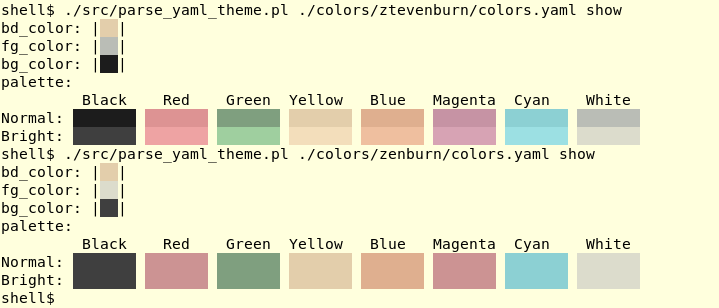 shell$ ./src/parse_yaml_theme.pl ./colors/ztevenburn/colors.yaml show
bd_color: | |
fg_color: | |
bg_color: | |
palette:
Black Red Green Yellow Blue Magenta Cyan White
Normal:
Bright:
shell$ ./src/parse_yaml_theme.pl ./colors/zenburn/colors.yaml show
bd_color: | |
fg_color: | |
bg_color: | |
palette:
Black Red Green Yellow Blue Magenta Cyan White
Normal:
Bright:
shell$